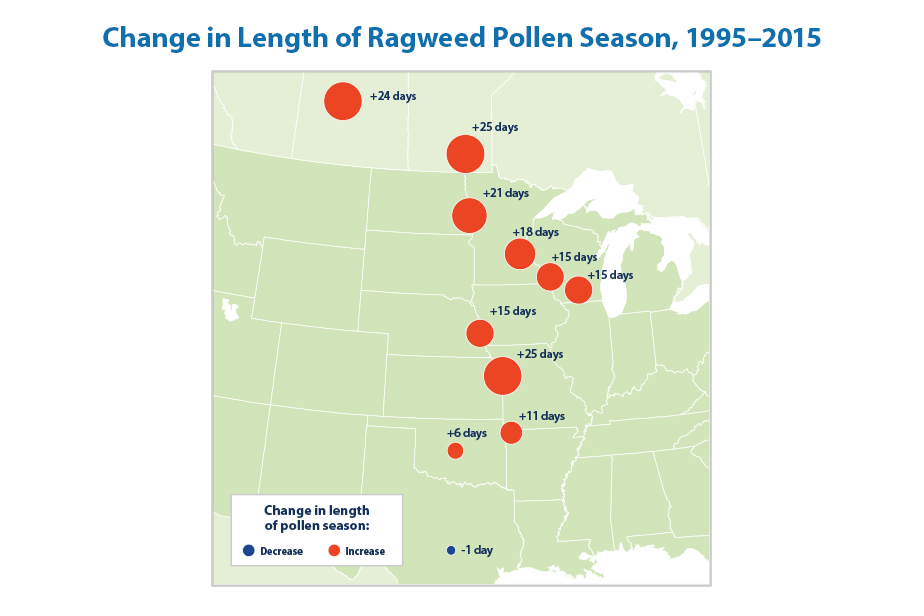 Change in Length of Ragweed Pollen Season, 1995–2015
+24 days
+25 days
+21 days
+18 days
+15 days
+15 days
+15 days
+25 days
+11 days
+6 days
-1 day
Change in length
of pollen season:
Decrease
Increase